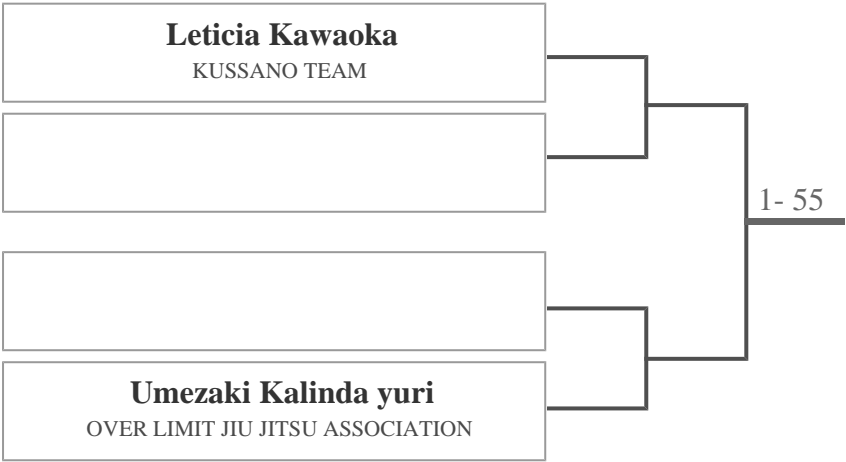 Leticia Kawaoka
KUSSANO TEAM
1- 55
Umezaki Kalinda yuri
OVER LIMIT JIU JITSU ASSOCIATION